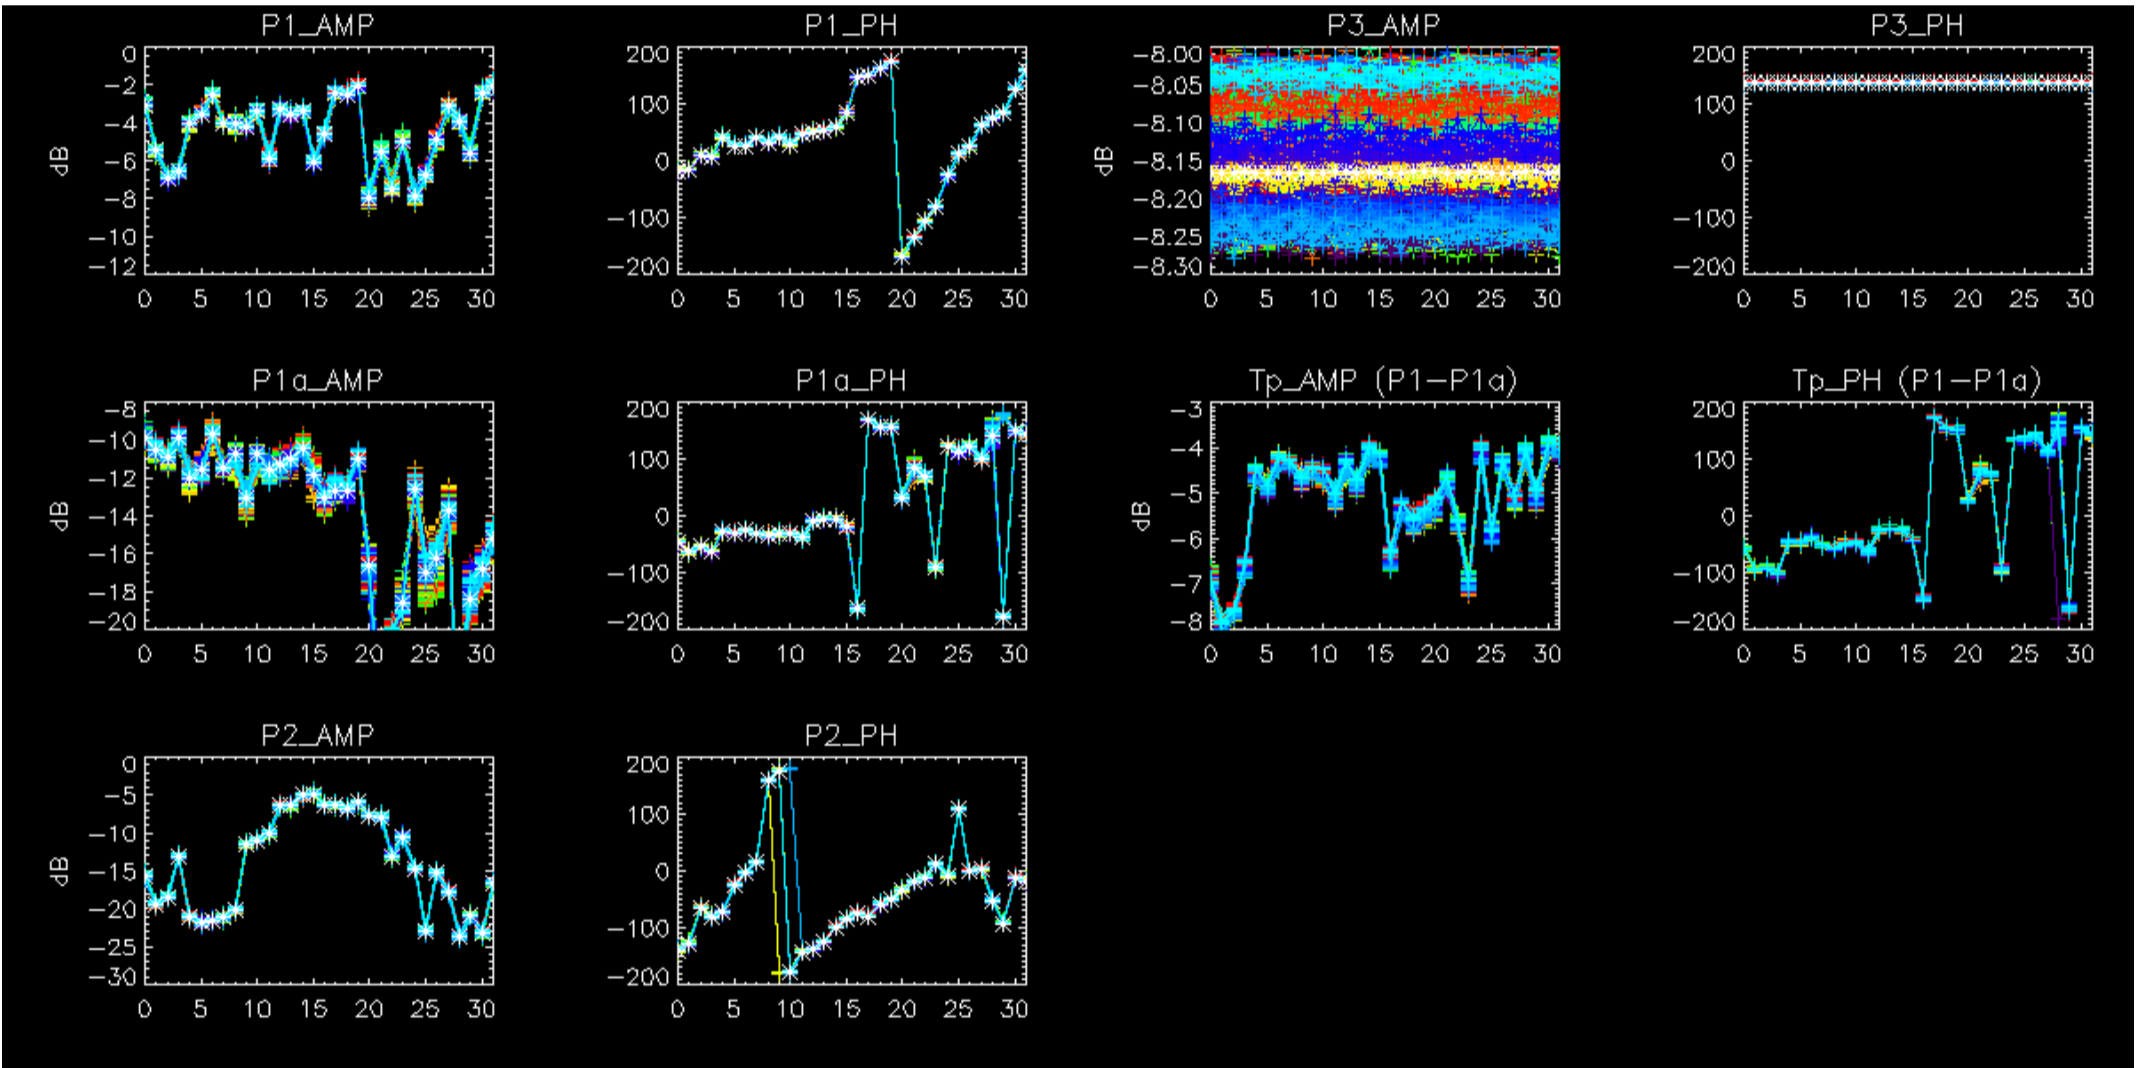 P1_AMP P1_PH P3_AMP P3_PH
0 200 -8.00 200
-2 -8.05
100 100
-4 -8.10
dB -6 0 dB -8.15 0
-8 -8.20
-100 -100
-10 -8.25
-12 -200 -8.30 -200
0 5 10 15 20 25 30 0 5 10 15 20 25 30 0 5 10 15 20 25 30 0 5 10 15 20 25 30
P1a_AMP P1a_PH Tp_AMP (P1-P1a) Tp_PH (P1-P1a)
-8 200 -3 200
-10 100 -4 100
-12
dB -14 0 dB -5 0
-16 -6
-18 -100 -7 -100
-20 -200 -8 -200
0 5 10 15 20 25 30 0 5 10 15 20 25 30 0 5 10 15 20 25 30 0 5 10 15 20 25 30
P2_AMP P2_PH
0 200
-5 100
-10
dB -15 0
-20 -100
-25
-30 -200
0 5 10 15 20 25 30 0 5 10 15 20 25 30